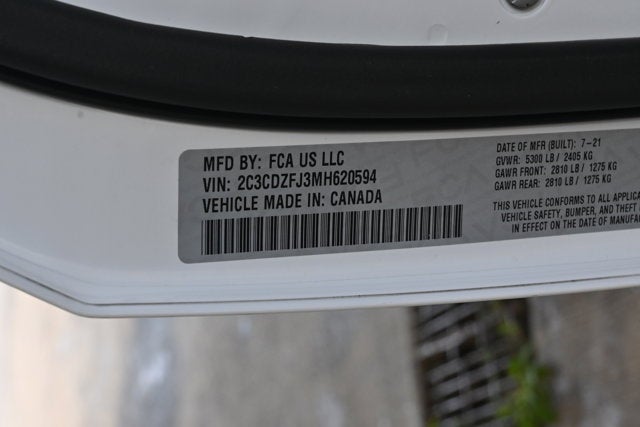 MFD BY: FCA US LLC
VIN: 2C3CDZFJ3MH620594
VEHICLE MADE IN: CANADA
DATE OF MFR (BUILT): 7-21
GVWR: 5300 LB / 2405 KG
GAWR FRONT: 2810 LB / 1275 KG
GAWR REAR: 2810 LB / 1275 KG
THIS VEHICLE CONFORMS TO ALL
VEHICLE SAFETY, BUMPER, AND THEFT
IN EFFECT ON THE DATE OF